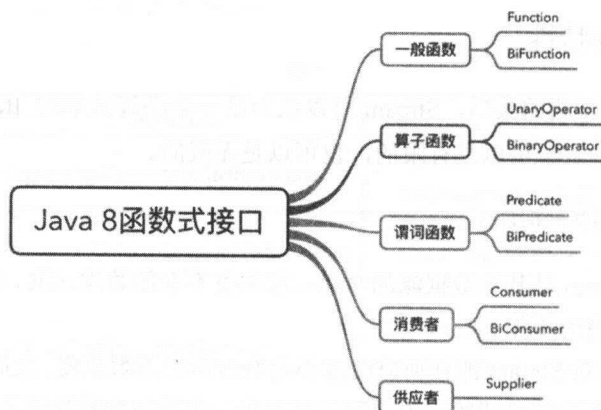 Java 8函数式接口
一般函数
Function
BiFunction
算子函数
UnaryOperator
BinaryOperator
谓词函数
Predicate
BiPredicate
消费者
Consumer
BiConsumer
供应者
Supplier